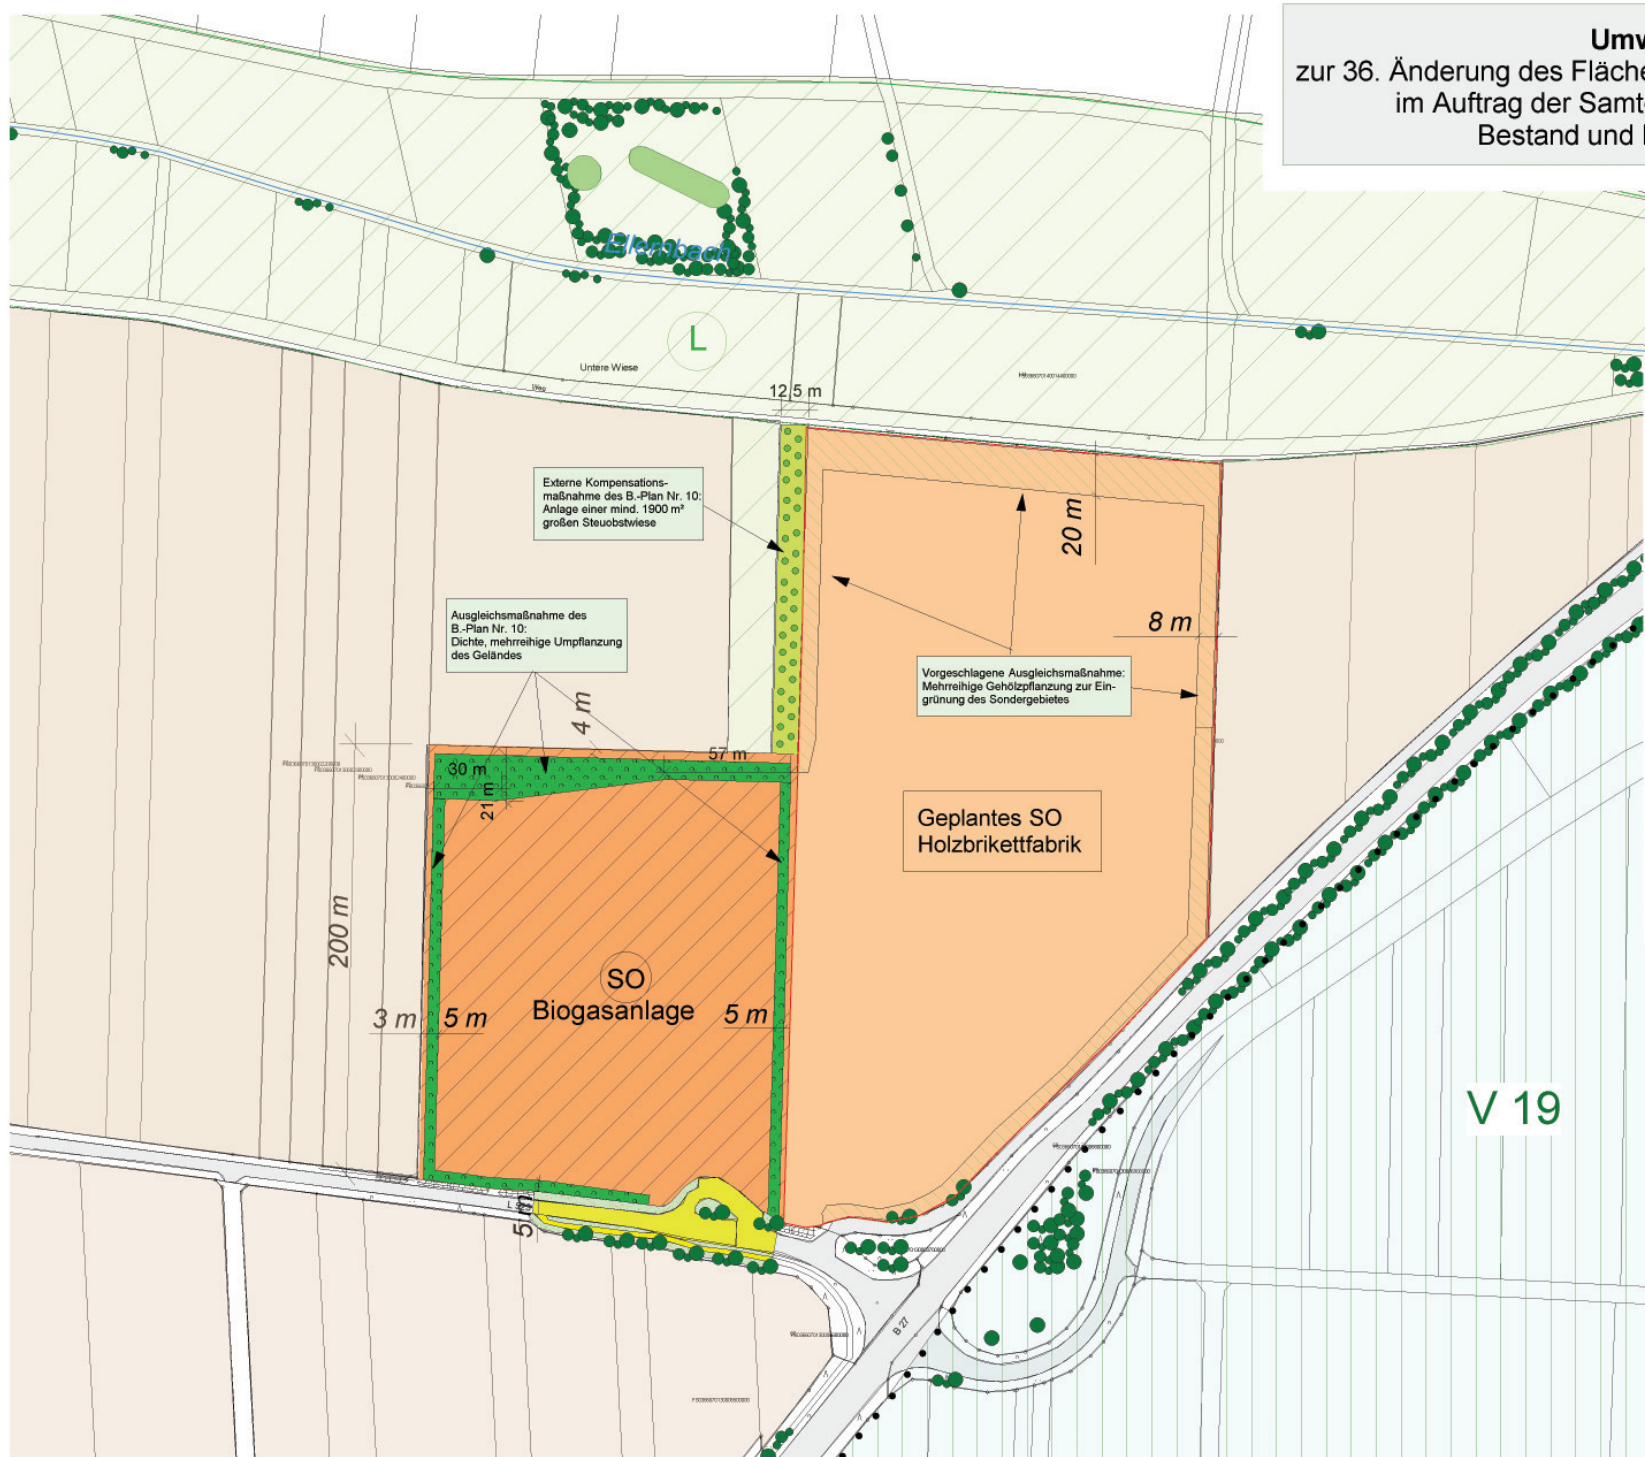 Umw
zur 36. Änderung des Fläche
im Auftrag der Samt
Bestand und
Ellernbach
L
Untere Wiese
Weg
12,5 m
Externe Kompensations-
maßnahme des B.-Plan Nr. 10:
Anlage einer mind. 1900 m²
großen Steuobstwiese
20 m
Ausgleichsmaßnahme des
B.-Plan Nr. 10:
Dichte, mehrreihige Umpflanzung
des Geländes
8 m
Vorgeschlagene Ausgleichsmaßnahme:
Mehrreihige Gehölzpflanzung zur Ein-
grünung des Sondergebietes
4 m
57 m
30 m
21 m
Geplantes SO
Holzbrikettfabrik
200 m
SO
Biogasanlage
3 m
5 m
5 m
V 19
5 m
B 27